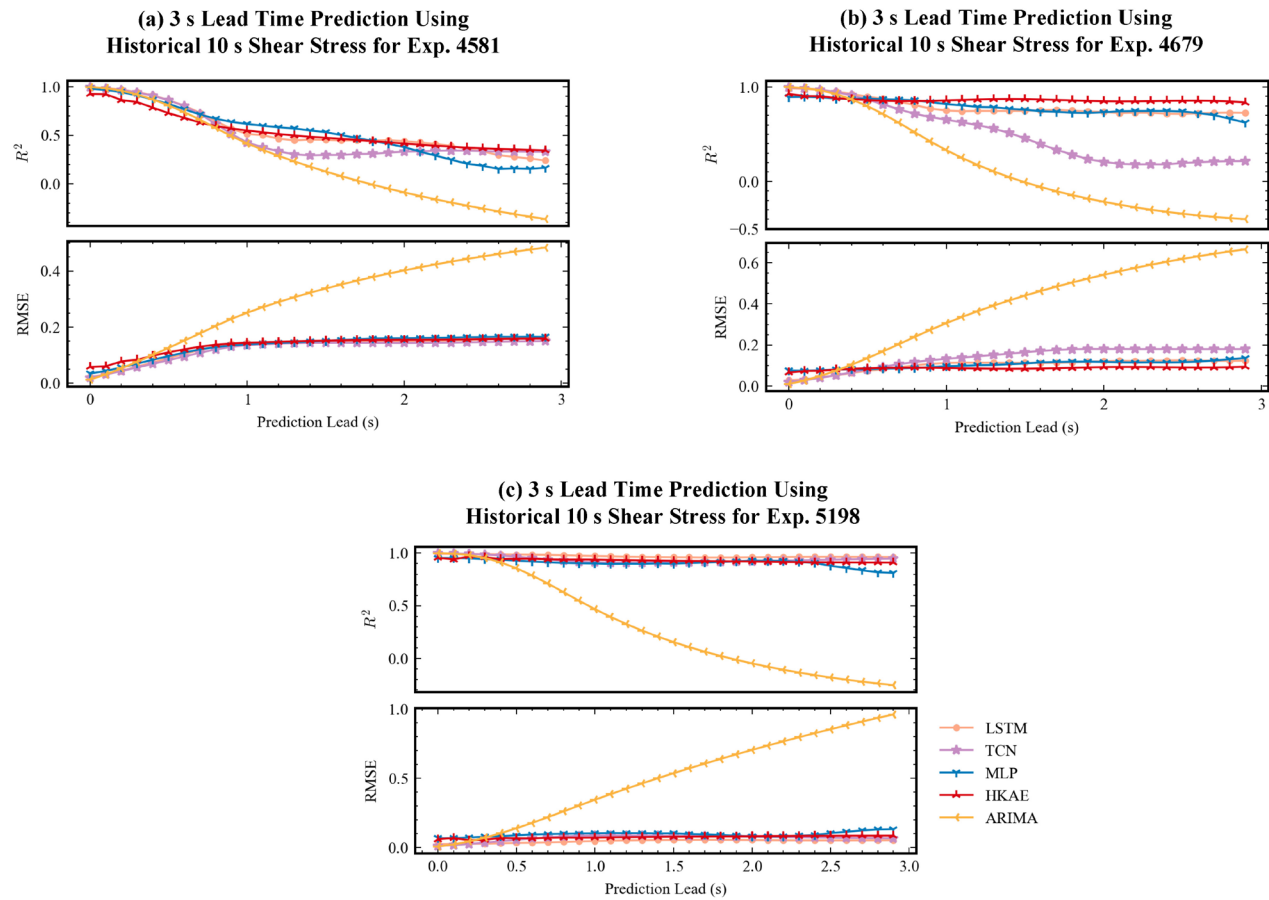 (a) 3 s Lead Time Prediction Using
Historical 10 s Shear Stress for Exp. 4581
1.0
0.5
0.0
R²
0.4
0.2
0.0
RMSE
0
1
2
3
Prediction Lead (s)
(b) 3 s Lead Time Prediction Using
Historical 10 s Shear Stress for Exp. 4679
1.0
0.5
0.0
−0.5
R²
0.6
0.4
0.2
0.0
RMSE
0
1
2
3
Prediction Lead (s)
(c) 3 s Lead Time Prediction Using
Historical 10 s Shear Stress for Exp. 5198
1.0
0.5
0.0
R²
1.0
0.5
0.0
RMSE
0.0
0.5
1.0
1.5
2.0
2.5
3.0
Prediction Lead (s)
LSTM
TCN
MLP
HKAE
ARIMA